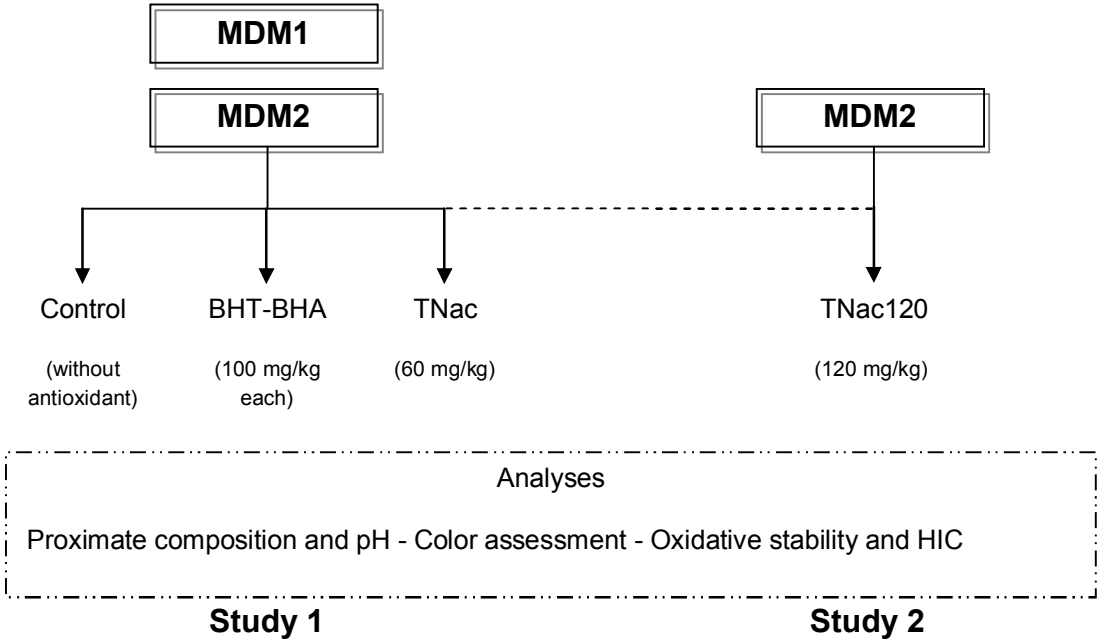 MDM1
MDM2
MDM2
Control
BHT-BHA
TNac
TNac120
(without
antioxidant)
(100 mg/kg
each)
(60 mg/kg)
(120 mg/kg)
Analyses
Proximate composition and pH - Color assessment - Oxidative stability and HIC
Study 1
Study 2